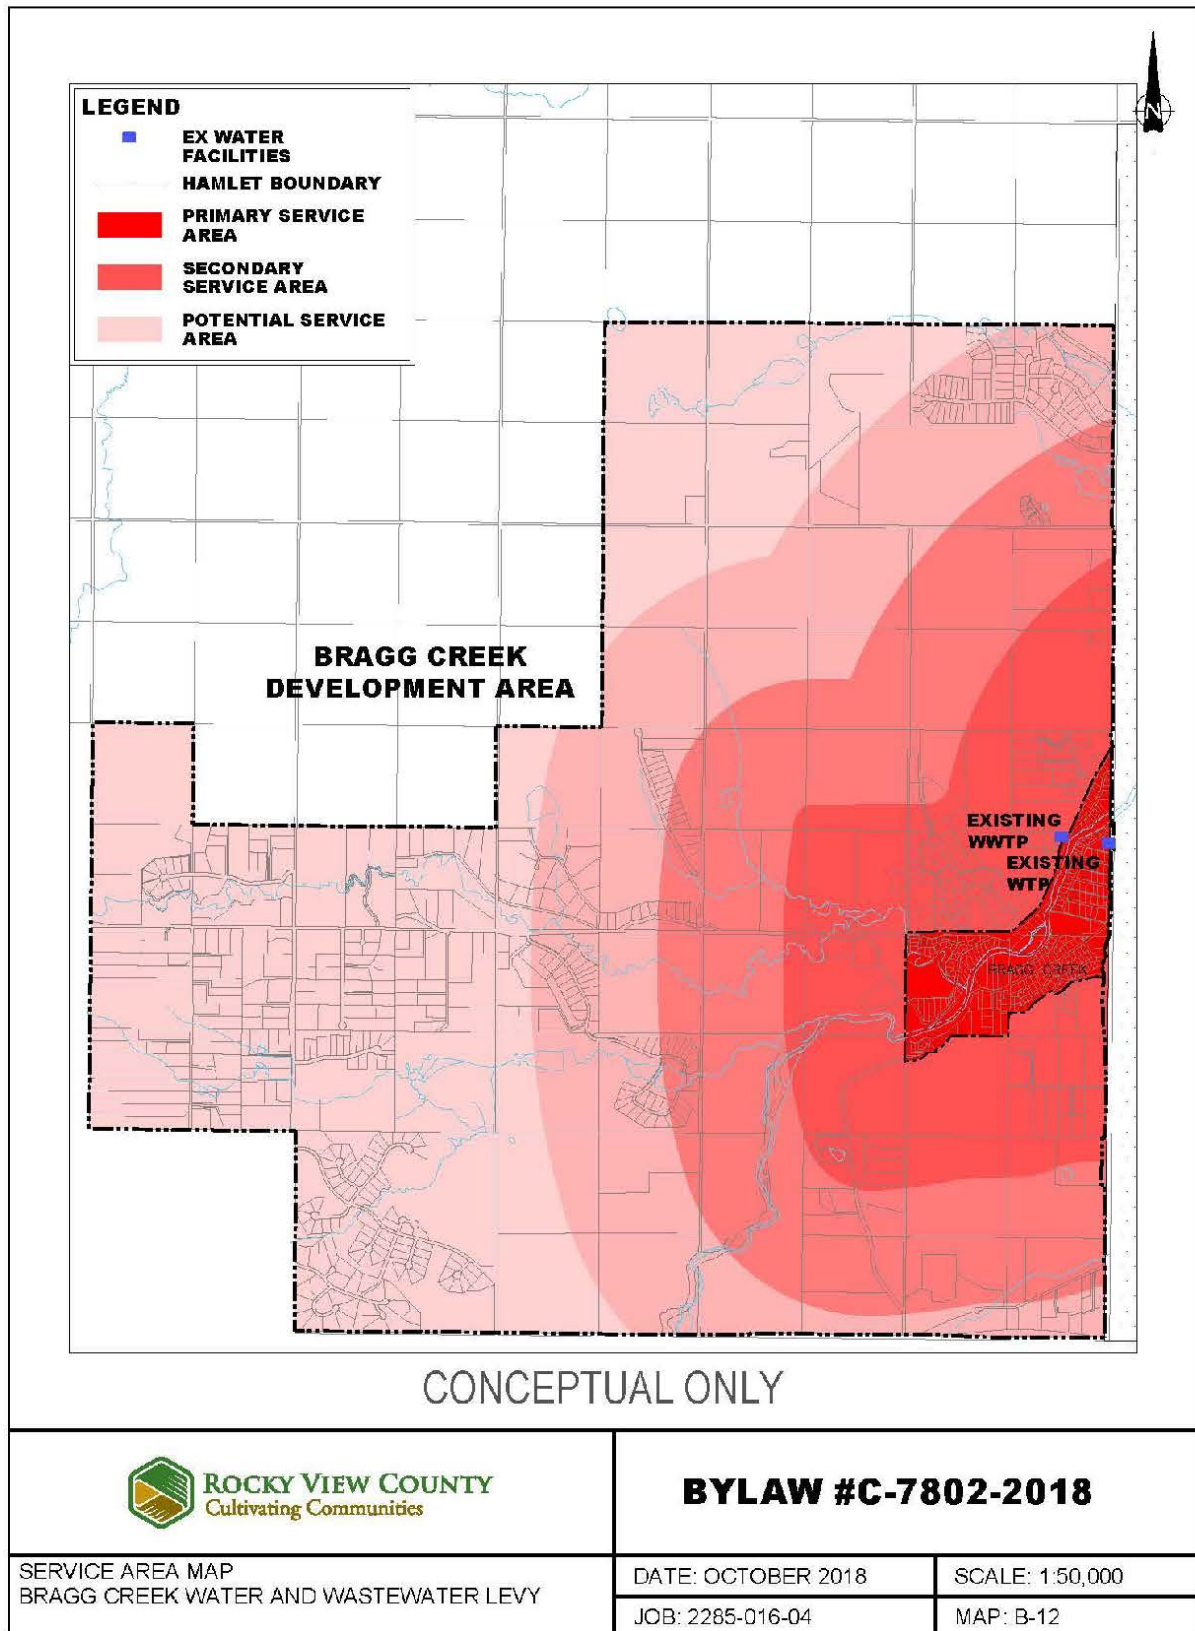 LEGEND
EX WATER
FACILITIES
HAMLET BOUNDARY
PRIMARY SERVICE
AREA
SECONDARY
SERVICE AREA
POTENTIAL SERVICE
AREA
N
BRAGG CREEK
DEVELOPMENT AREA
EXISTING
WWTP
EXISTING
WTP
BRAGG CREEK
CONCEPTUAL ONLY
ROCKY VIEW COUNTY
Cultivating Communities
BYLAW #C-7802-2018
SERVICE AREA MAP
BRAGG CREEK WATER AND WASTEWATER LEVY
DATE: OCTOBER 2018
SCALE: 1:50,000
JOB: 2285-016-04
MAP: B-12